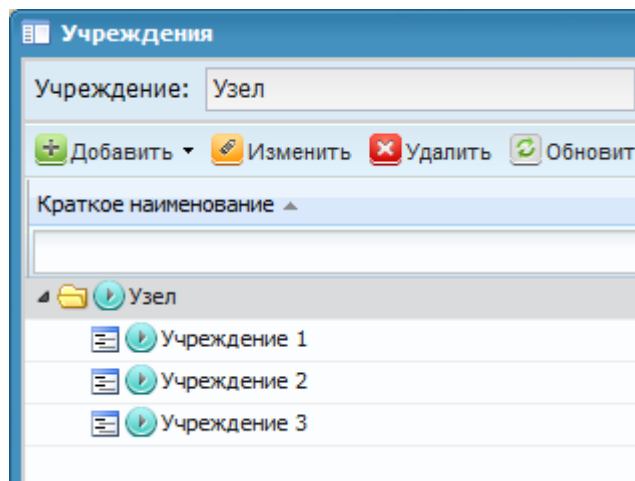 Учреждения
Учреждение: Узел
Добавить Изменить Удалить Обновит
Краткое наименование
Узел
Учреждение 1
Учреждение 2
Учреждение 3